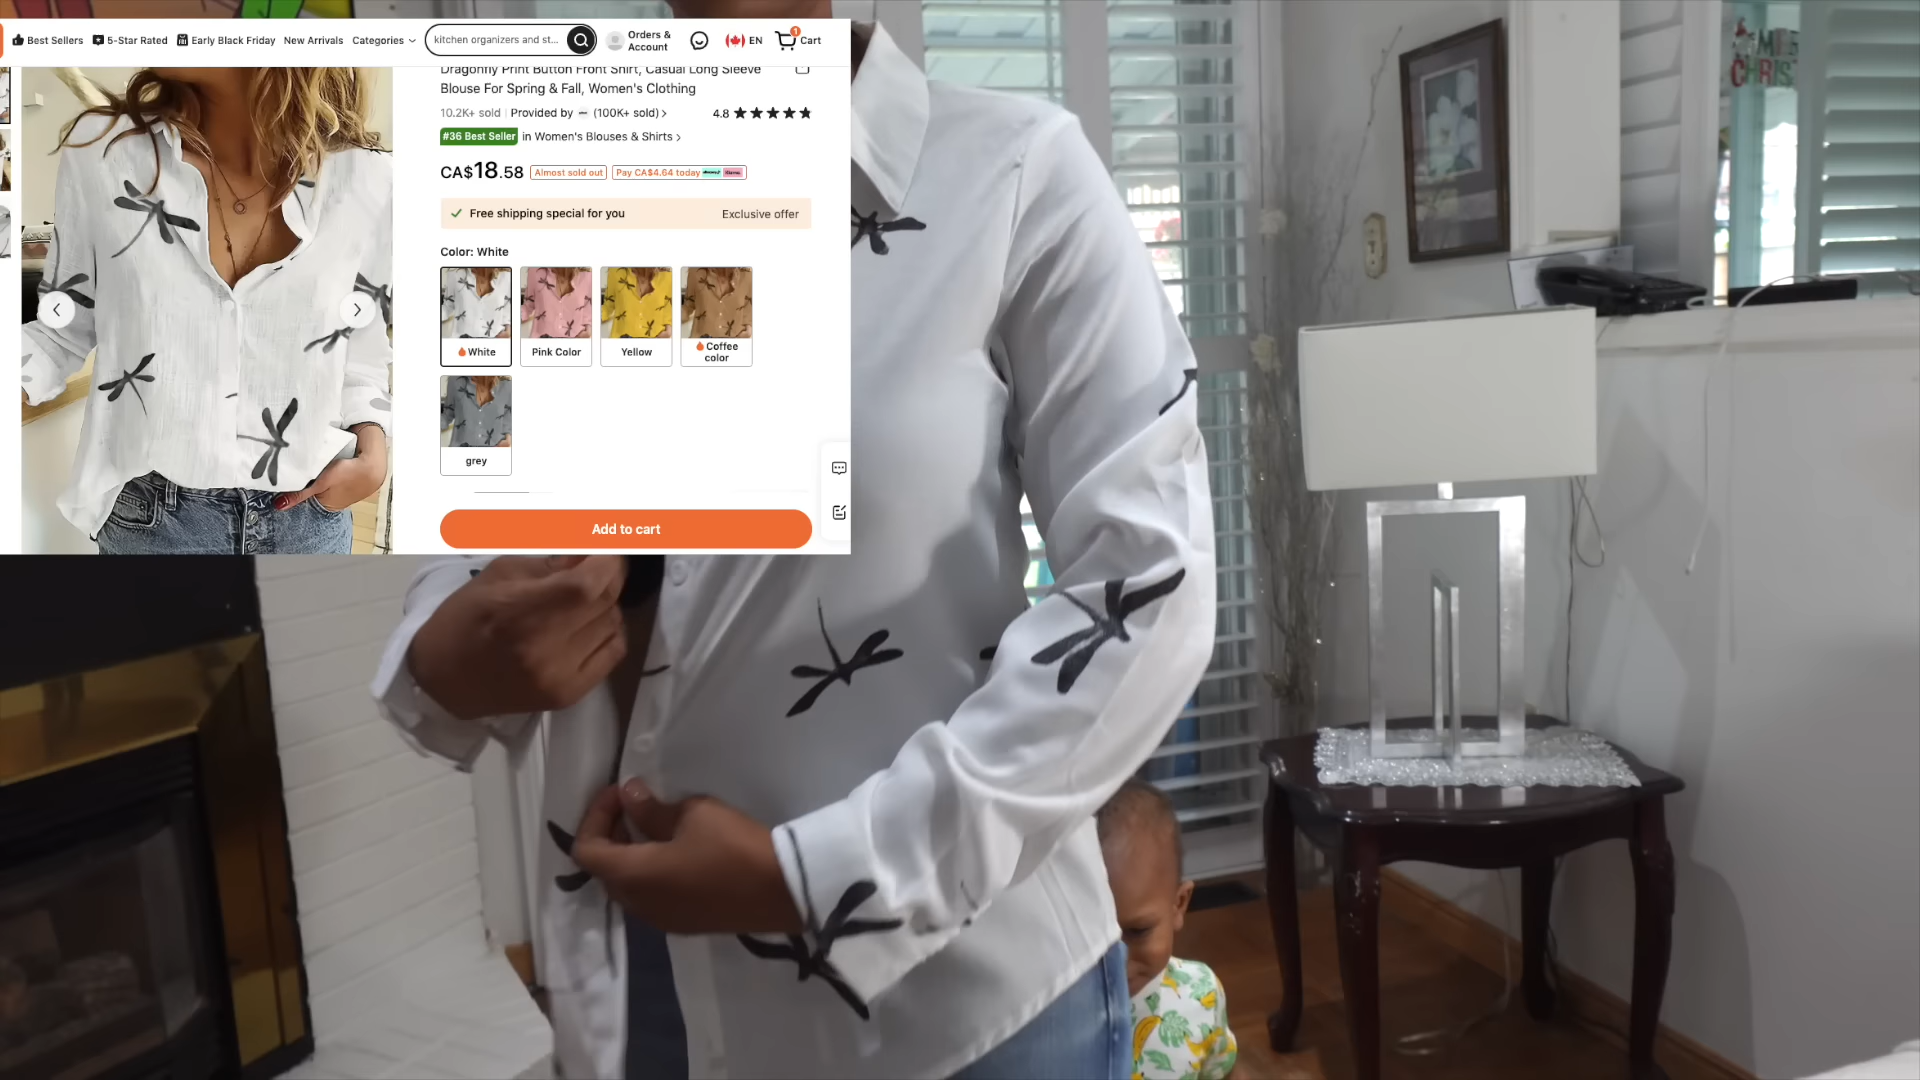 Best Sellers 5-Star Rated Early Black Friday New Arrivals Categories kitchen organizers and st... Orders & Account EN 1 Cart
Dragonfly Print Button Front Shirt, Casual Long Sleeve
Blouse For Spring & Fall, Women's Clothing
10.2K+ sold Provided by (100K+ sold) 4.8
#36 Best Seller in Women's Blouses & Shirts
CA$18.58 Almost sold out Pay CA$4.64 today
Free shipping special for you Exclusive offer
Color: White
White Pink Color Yellow Coffee color
grey
Add to cart
CHRIS